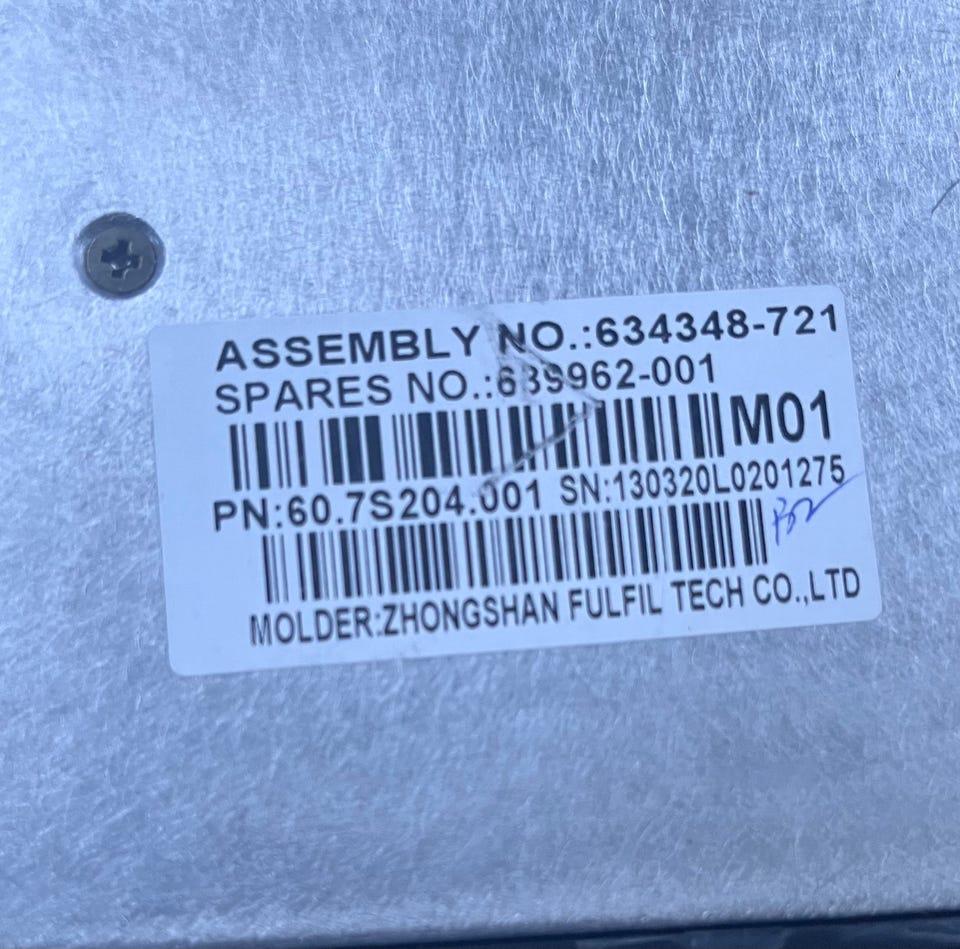 ASSEMBLY NO.:634348-721
SPARES NO.:639962-001
M01
PN:60.7S204.001 SN:130320L0201275
MOLDER:ZHONGSHAN FULFIL TECH CO.,LTD